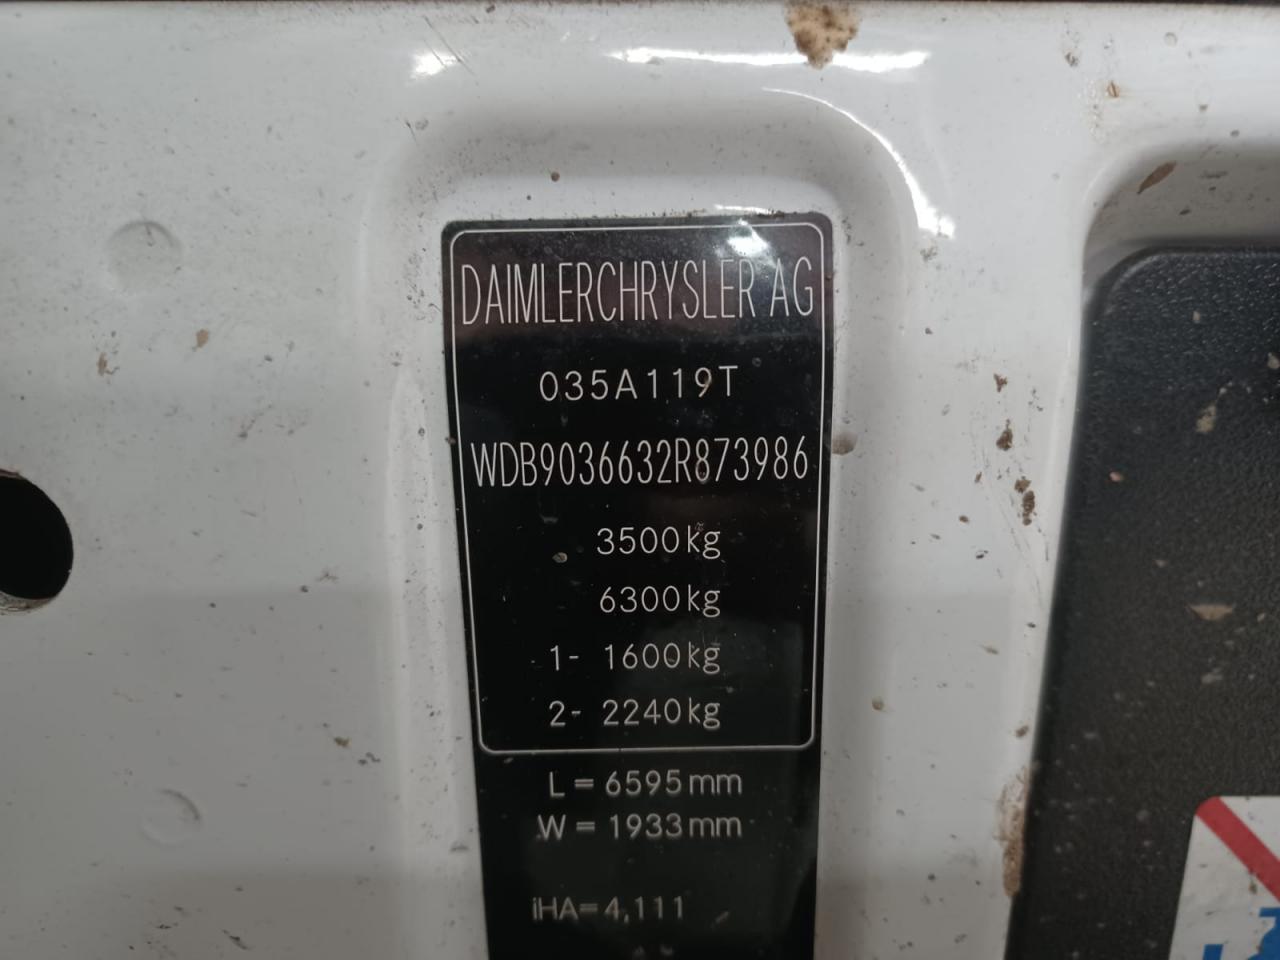 DAIMLERCHRYSLER AG
035A119T
WDB9036632R873986
3500kg
6300kg
1- 1600kg
2- 2240kg
L = 6595mm
W = 1933mm
iHA=4,111